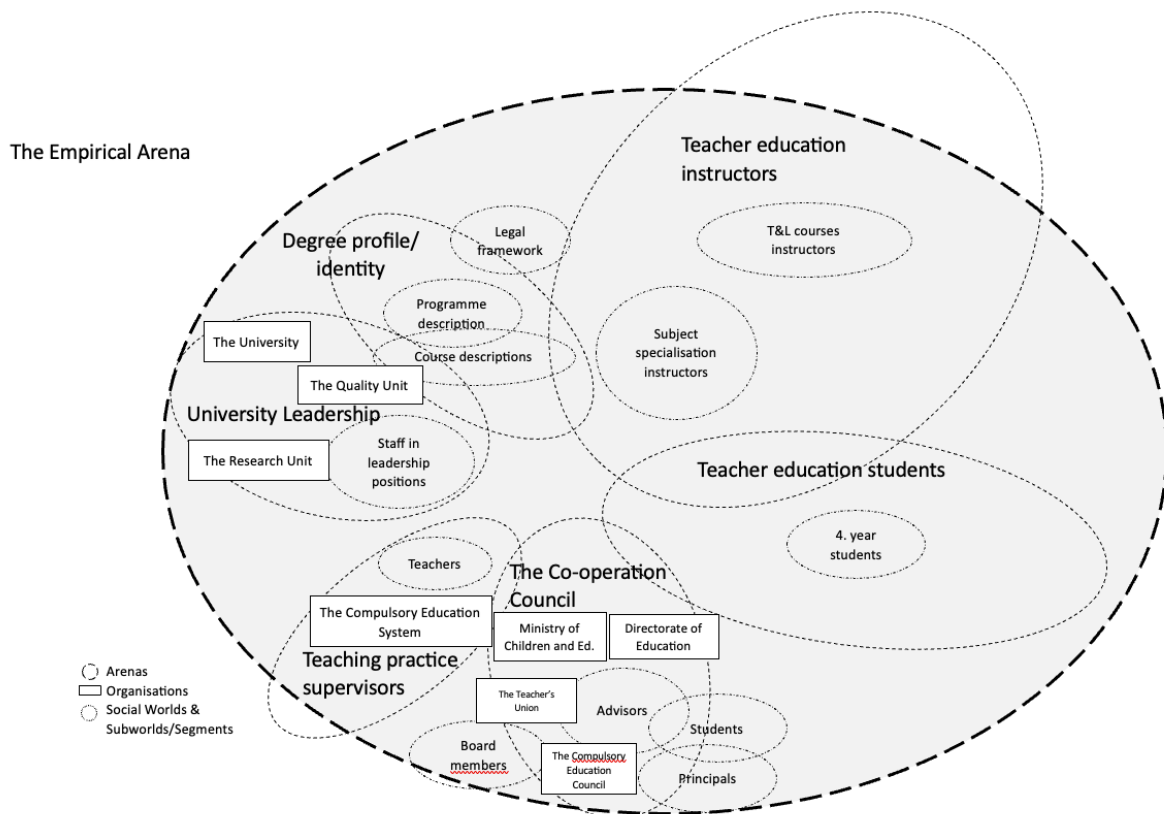 The Empirical Arena
Teacher education
instructors
T&L courses
instructors
Legal
framework
Degree profile/
identity
Programme
description
Course descriptions
Subject
specialisation
instructors
The University
The Quality Unit
University Leadership
The Research Unit
Staff in
leadership
positions
Teacher education students
4. year
students
Teachers
The Co-operation
Council
The Compulsory Education
System
Ministry of
Children and Ed.
Directorate of
Education
Teaching practice
supervisors
The Teacher's
Union
Advisors
Students
Board
members
The Compulsory
Education
Council
Principals
Arenas
Organisations
Social Worlds &
Subworlds/Segments